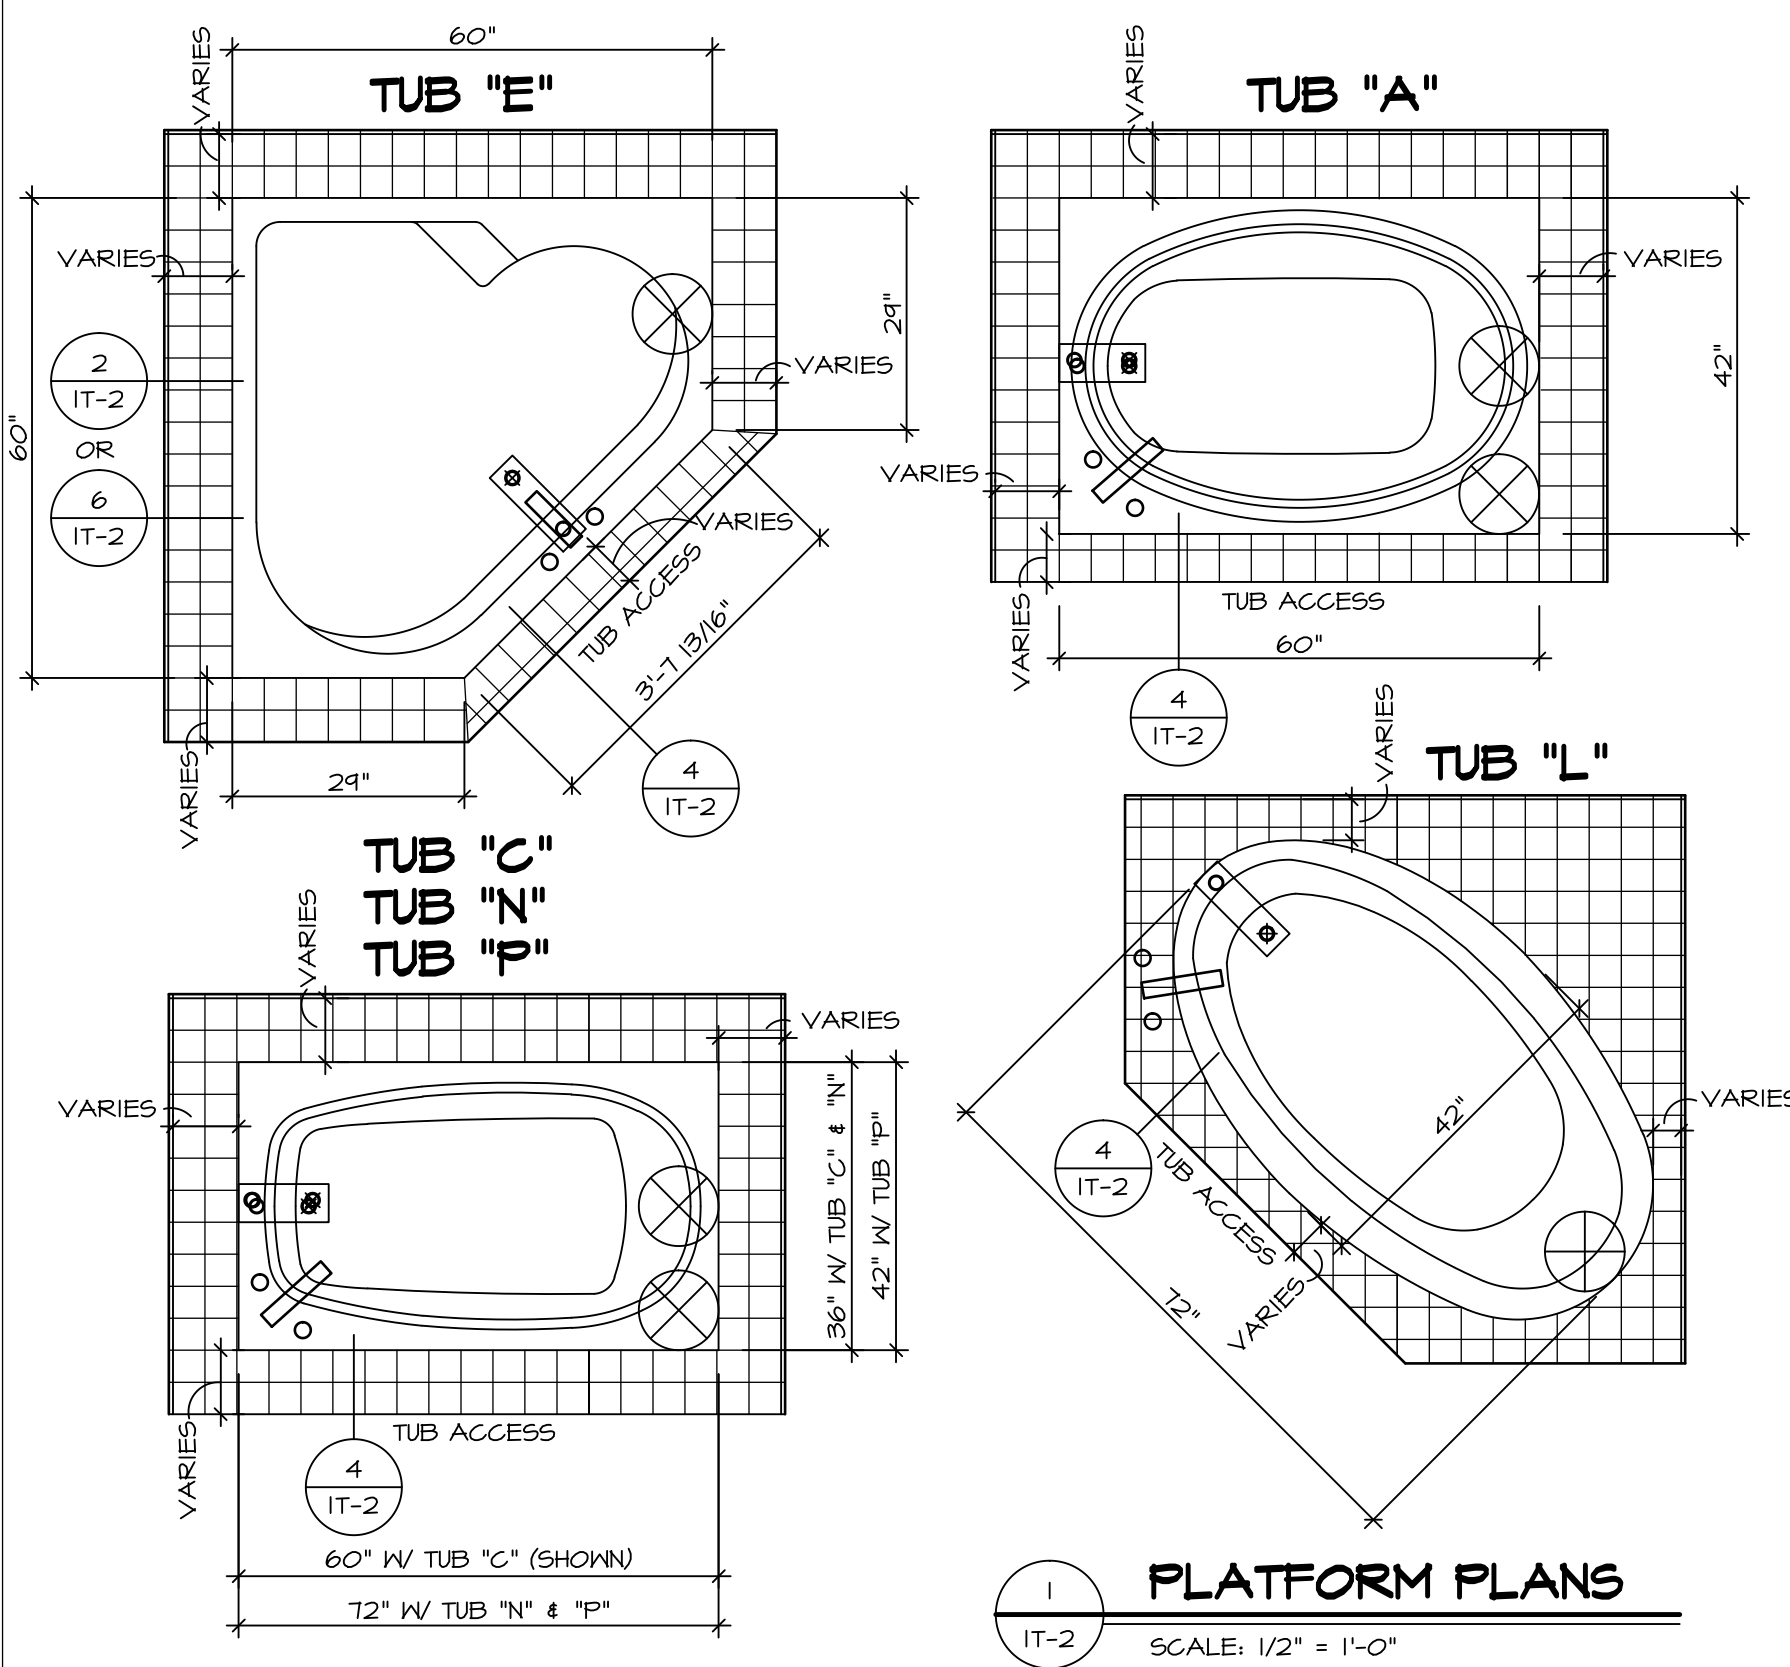 60"
TUB "E"
VARIES
VARIES
60"
2
IT-2
OR
6
IT-2
29"
VARIES
VARIES
TUB ACCESS
3'-7 13/16"
29"
VARIES
4
IT-2
TUB "A"
VARIES
VARIES
42"
VARIES
VARIES
TUB ACCESS
60"
4
IT-2
TUB "C"
TUB "N"
TUB "P"
VARIES
VARIES
VARIES
36" W/ TUB "C" & "N"
42" W/ TUB "P"
VARIES
TUB ACCESS
4
IT-2
60" W/ TUB "C" (SHOWN)
72" W/ TUB "N" & "P"
TUB "L"
VARIES
VARIES
42"
4
IT-2
TUB ACCESS
VARIES
72"
1
IT-2
PLATFORM PLANS
SCALE: 1/2" = 1'-0"